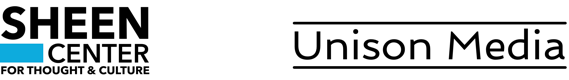 SHEEN
CENTER
FOR THOUGHT & CULTURE
Unison Media